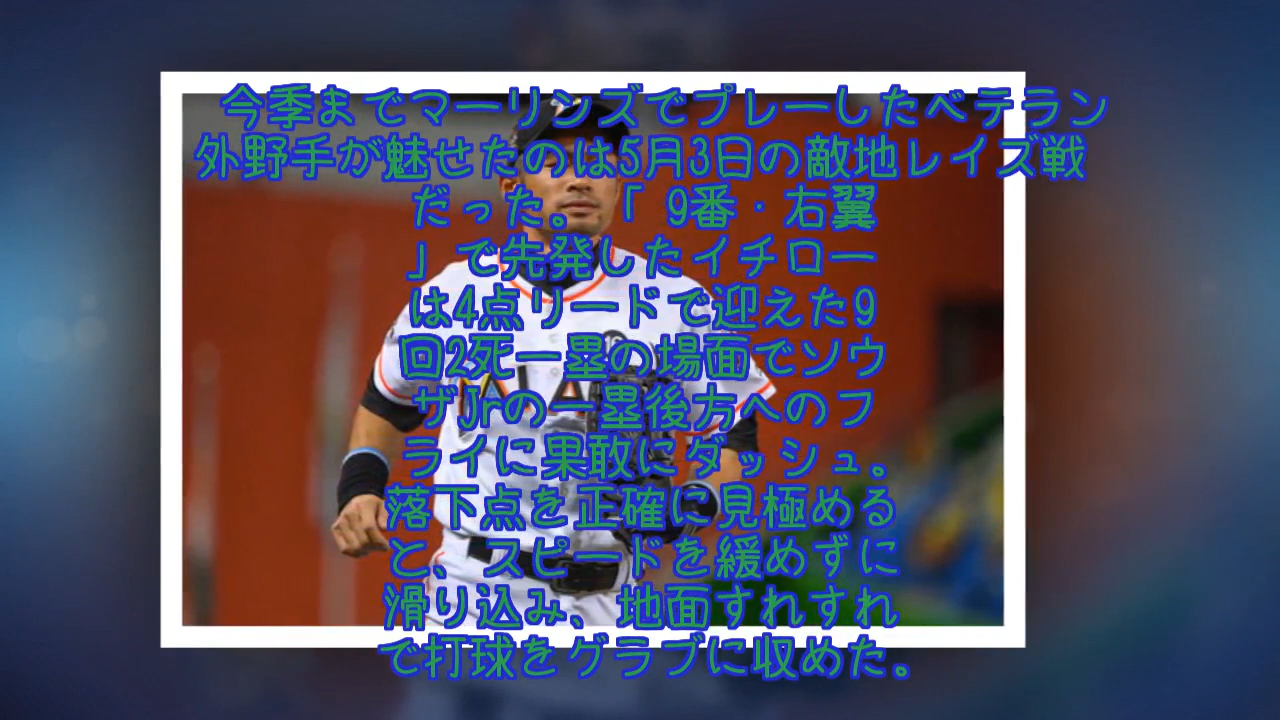 今季までマーリンズでプレーしたベテラン
外野手が魅せたのは5月3日の敵地レイズ戦
だった。「 9番・右翼
」で先発したイチロー
は4点リードで迎えた9
回2死一塁の場面でソウ
ザJrの一塁後方へのフ
ライに果敢にダッシュ。
落下点を正確に見極める
と、スピードを緩めずに
滑り込み、地面すれすれ
で打球をグラブに収めた。